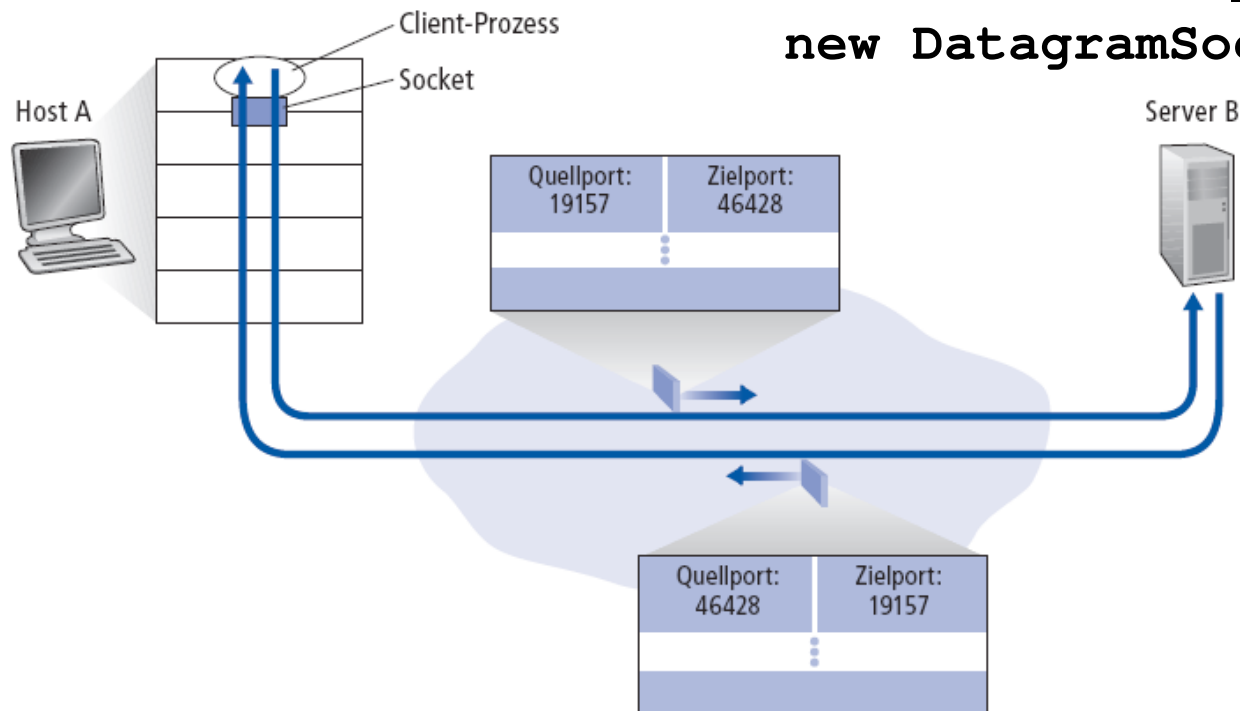 Client-Prozess
new DatagramSoc
Socket
Host A
Server B
Quellport:
19157
Zielport:
46428
Quellport:
46428
Zielport:
19157